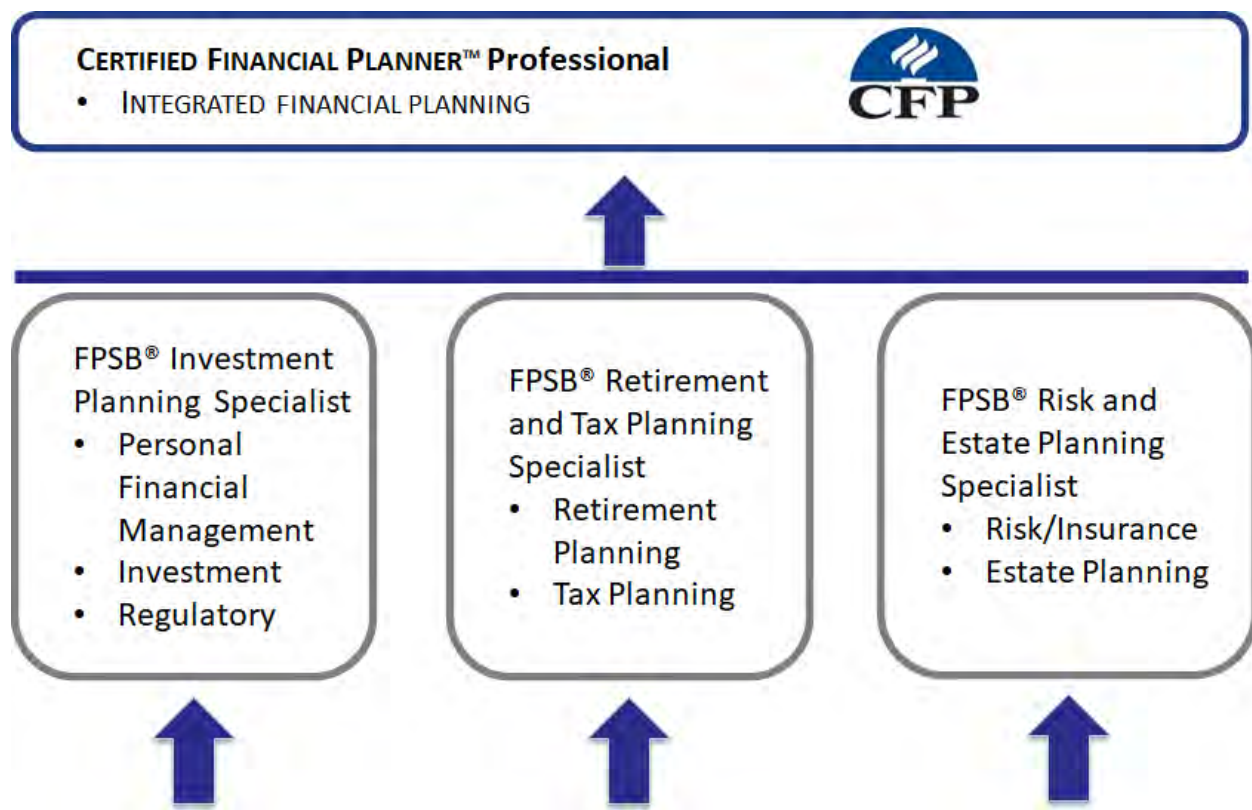 CERTIFIED FINANCIAL PLANNER™ Professional
• INTEGRATED FINANCIAL PLANNING
CFP
FPSB® Investment
Planning Specialist
• Personal
Financial
Management
• Investment
• Regulatory
FPSB® Retirement
and Tax Planning
Specialist
• Retirement
Planning
• Tax Planning
FPSB® Risk and
Estate Planning
Specialist
• Risk/Insurance
• Estate Planning